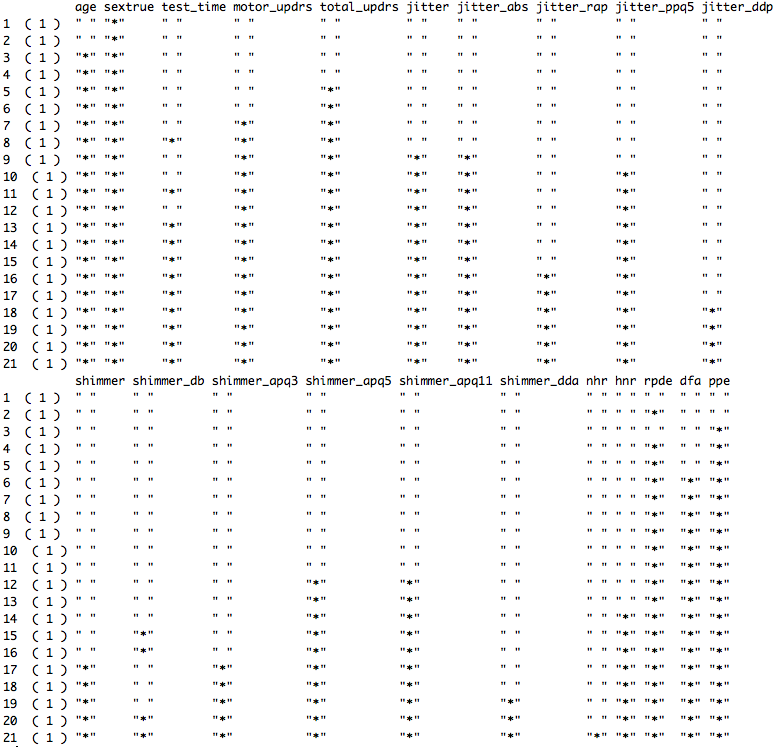 age sextrue test_time motor_updrs total_updrs jitter jitter_abs jitter_rap jitter_ppq5 jitter_ddp
1 ( 1 ) " " "*" " " " " " " " " " " " " " " " "
2 ( 1 ) " " "*" " " " " " " " " " " " " " " " "
3 ( 1 ) "*" "*" " " " " " " " " " " " " " " " "
4 ( 1 ) "*" "*" " " " " " " " " " " " " " " " "
5 ( 1 ) "*" "*" " " " " "*" " " " " " " " " " "
6 ( 1 ) "*" "*" " " " " "*" " " " " " " " " " "
7 ( 1 ) "*" "*" " " "*" "*" " " " " " " " " " "
8 ( 1 ) "*" "*" "*" "*" "*" " " " " " " " " " "
9 ( 1 ) "*" "*" " " "*" "*" "*" "*" " " " " " "
10 ( 1 ) "*" "*" " " "*" "*" "*" "*" " " "*" " "
11 ( 1 ) "*" "*" "*" "*" "*" "*" "*" " " "*" " "
12 ( 1 ) "*" "*" " " "*" "*" "*" "*" " " "*" " "
13 ( 1 ) "*" "*" "*" "*" "*" "*" "*" " " "*" " "
14 ( 1 ) "*" "*" "*" "*" "*" "*" "*" " " "*" " "
15 ( 1 ) "*" "*" "*" "*" "*" "*" "*" " " "*" " "
16 ( 1 ) "*" "*" "*" "*" "*" "*" "*" "*" "*" " "
17 ( 1 ) "*" "*" "*" "*" "*" "*" "*" "*" "*" " "
18 ( 1 ) "*" "*" "*" "*" "*" "*" "*" "*" "*" "*"
19 ( 1 ) "*" "*" "*" "*" "*" "*" "*" "*" "*" "*"
20 ( 1 ) "*" "*" "*" "*" "*" "*" "*" "*" "*" "*"
21 ( 1 ) "*" "*" "*" "*" "*" "*" "*" "*" "*" "*"
shimmer shimmer_db shimmer_apq3 shimmer_apq5 shimmer_apq11 shimmer_dda nhr hnr rpde dfa ppe
1 ( 1 ) " " " " " " " " " " " " " " " " " " " " " "
2 ( 1 ) " " " " " " " " " " " " " " " " "*" " " " "
3 ( 1 ) " " " " " " " " " " " " " " " " " " " " "*"
4 ( 1 ) " " " " " " " " " " " " " " " " "*" " " "*"
5 ( 1 ) " " " " " " " " " " " " " " " " "*" " " "*"
6 ( 1 ) " " " " " " " " " " " " " " " " "*" "*" "*"
7 ( 1 ) " " " " " " " " " " " " " " " " "*" "*" "*"
8 ( 1 ) " " " " " " " " " " " " " " " " "*" "*" "*"
9 ( 1 ) " " " " " " " " " " " " " " " " "*" "*" "*"
10 ( 1 ) " " " " " " " " " " " " " " " " "*" "*" "*"
11 ( 1 ) " " " " " " " " " " " " " " " " "*" "*" "*"
12 ( 1 ) " " " " " " "*" "*" " " " " " " "*" "*" "*"
13 ( 1 ) " " " " " " "*" "*" " " " " " " "*" "*" "*"
14 ( 1 ) " " " " " " "*" "*" " " " " "*" "*" "*" "*"
15 ( 1 ) " " "*" " " "*" "*" " " " " "*" "*" "*" "*"
16 ( 1 ) " " "*" " " "*" "*" " " " " "*" "*" "*" "*"
17 ( 1 ) "*" " " "*" "*" "*" " " " " "*" "*" "*" "*"
18 ( 1 ) "*" " " "*" "*" "*" " " " " "*" "*" "*" "*"
19 ( 1 ) "*" " " "*" "*" "*" "*" " " "*" "*" "*" "*"
20 ( 1 ) "*" "*" "*" "*" "*" "*" " " "*" "*" "*" "*"
21 ( 1 ) "*" "*" "*" "*" "*" "*" "*" "*" "*" "*" "*"